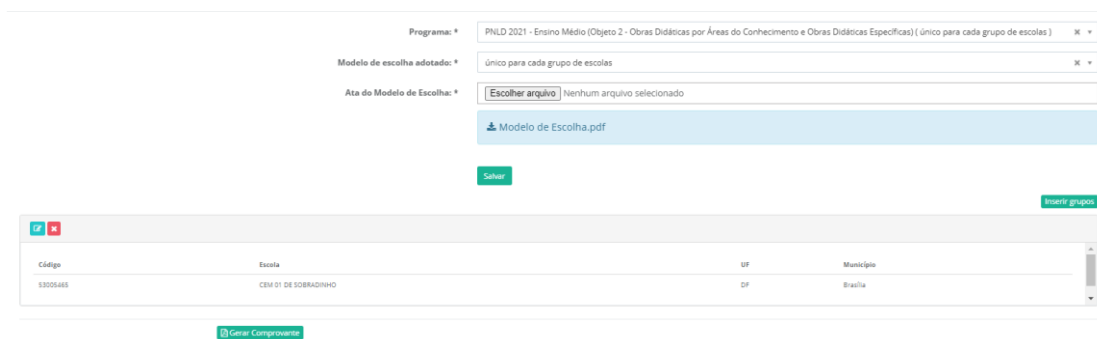 Programa: * PNLD 2021 - Ensino Médio (Objeto 2 - Obras Didáticas por Áreas do Conhecimento e Obras Didáticas Específicas) ( único para cada grupo de escolas )
Modelo de escolha adotado: * único para cada grupo de escolas
Ata do Modelo de Escolha: * Escolher arquivo Nenhum arquivo selecionado
Modelo de Escolha.pdf
Salvar
Inserir grupos
Código Escola UF Município
53005465 CEM 01 DE SOBRADINHO DF Brasília
Gerar Comprovante